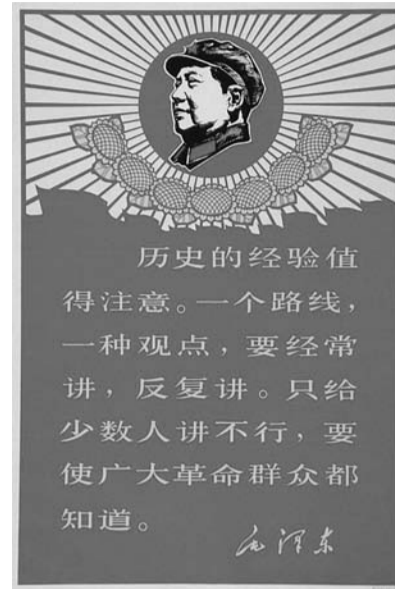 历史的经验值
得注意。一个路线，
一种观点，要经常
讲，反复讲。只给
少数人讲不行，要
使广大革命群众都
知道。
毛泽东